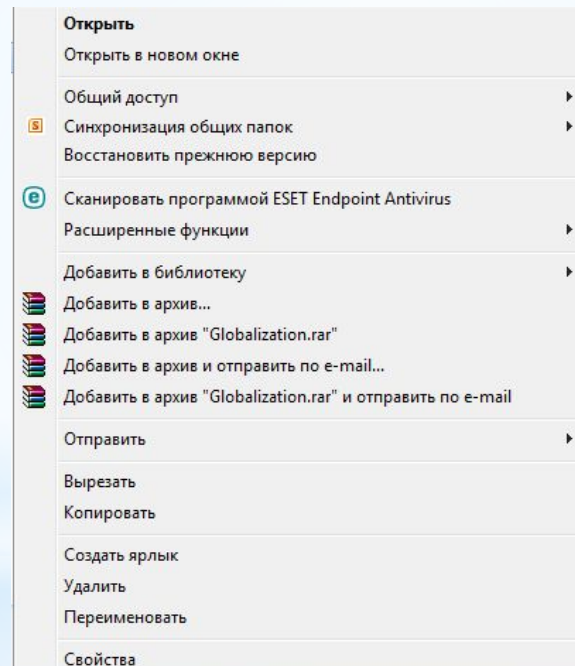 Открыть
Открыть в новом окне
Общий доступ
Синхронизация общих папок
Восстановить прежнюю версию
Сканировать программой ESET Endpoint Antivirus
Расширенные функции
Добавить в библиотеку
Добавить в архив...
Добавить в архив "Globalization.rar"
Добавить в архив и отправить по e-mail...
Добавить в архив "Globalization.rar" и отправить по e-mail
Отправить
Вырезать
Копировать
Создать ярлык
Удалить
Переименовать
Свойства